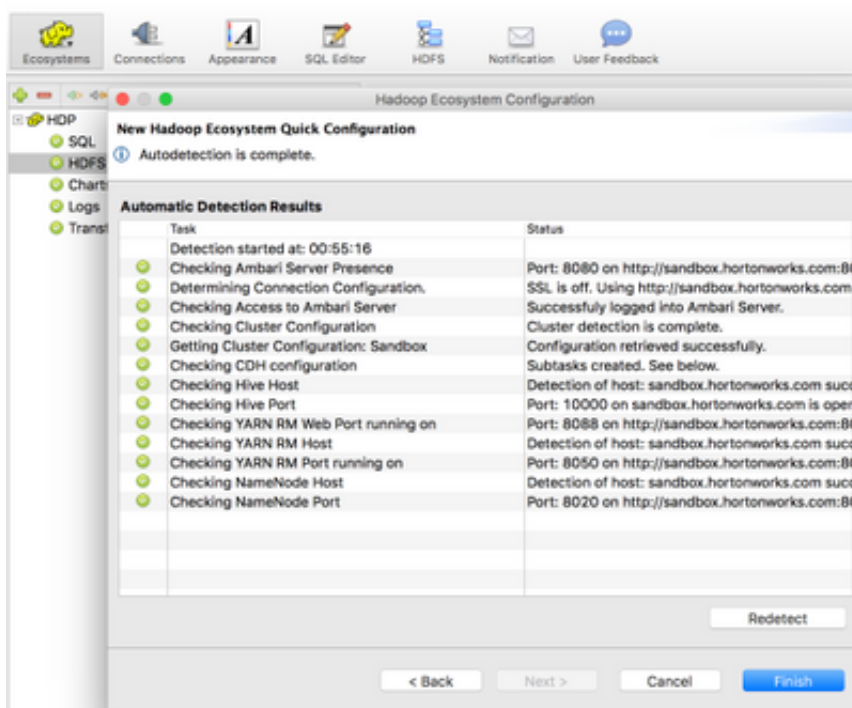 Ecosystems Connections Appearance SQL Editor HDFS Notification User Feedback
Hadoop Ecosystem Configuration
HDP
SQL
HDFS
Chart
Logs
Transf
New Hadoop Ecosystem Quick Configuration
Autodetection is complete.
Automatic Detection Results
Task Status
Detection started at: 00:55:16
Checking Ambari Server Presence Port: 8080 on http://sandbox.hortonworks.com:80
Determining Connection Configuration. SSL is off. Using http://sandbox.hortonworks.com
Checking Access to Ambari Server Successfuly logged into Ambari Server.
Checking Cluster Configuration Cluster detection is complete.
Getting Cluster Configuration: Sandbox Configuration retrieved successfully.
Checking CDH configuration Subtasks created. See below.
Checking Hive Host Detection of host: sandbox.hortonworks.com succ
Checking Hive Port Port: 10000 on sandbox.hortonworks.com is open
Checking YARN RM Web Port running on Port: 8088 on http://sandbox.hortonworks.com:80
Checking YARN RM Host Detection of host: sandbox.hortonworks.com succ
Checking YARN RM Port running on Port: 8050 on http://sandbox.hortonworks.com:80
Checking NameNode Host Detection of host: sandbox.hortonworks.com succ
Checking NameNode Port Port: 8020 on http://sandbox.hortonworks.com:80
Redetect
< Back Next > Cancel Finish